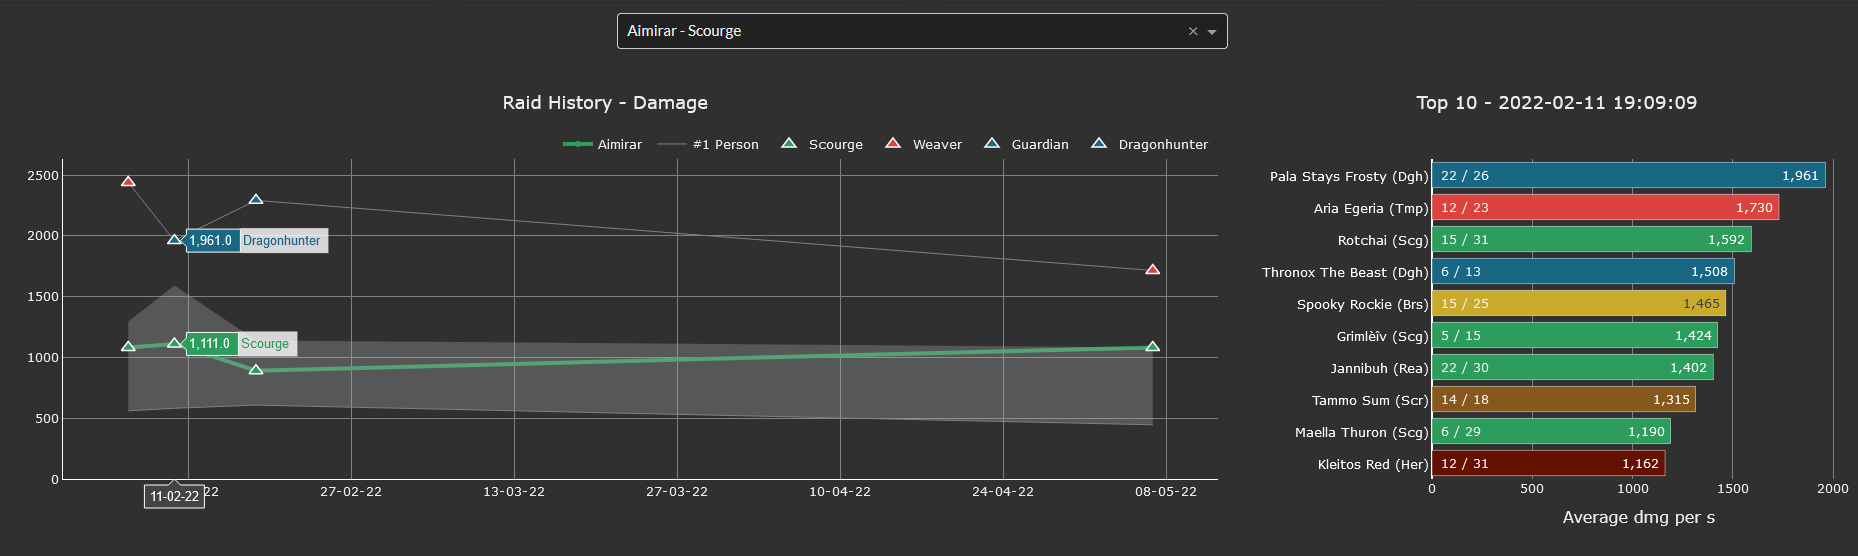 Aimirar - Scourge × 
Raid History - Damage
Aimirar #1 Person Scourge Weaver Guardian Dragonhunter
2500
2000
1500
1000
500
0
1,961.0 Dragonhunter
1,111.0 Scourge
11-02-22
22 27-02-22 13-03-22 27-03-22 10-04-22 24-04-22 08-05-22
Top 10 - 2022-02-11 19:09:09
Pala Stays Frosty (Dgh) 22 / 26 1,961
Aria Egeria (Tmp) 12 / 23 1,730
Rotchai (Scg) 15 / 31 1,592
Thronox The Beast (Dgh) 6 / 13 1,508
Spooky Rockie (Brs) 15 / 25 1,465
Grimlèîv (Scg) 5 / 15 1,424
Jannibuh (Rea) 22 / 30 1,402
Tammo Sum (Scr) 14 / 18 1,315
Maella Thuron (Scg) 6 / 29 1,190
Kleitos Red (Her) 12 / 31 1,162
0 500 1000 1500 2000
Average dmg per s